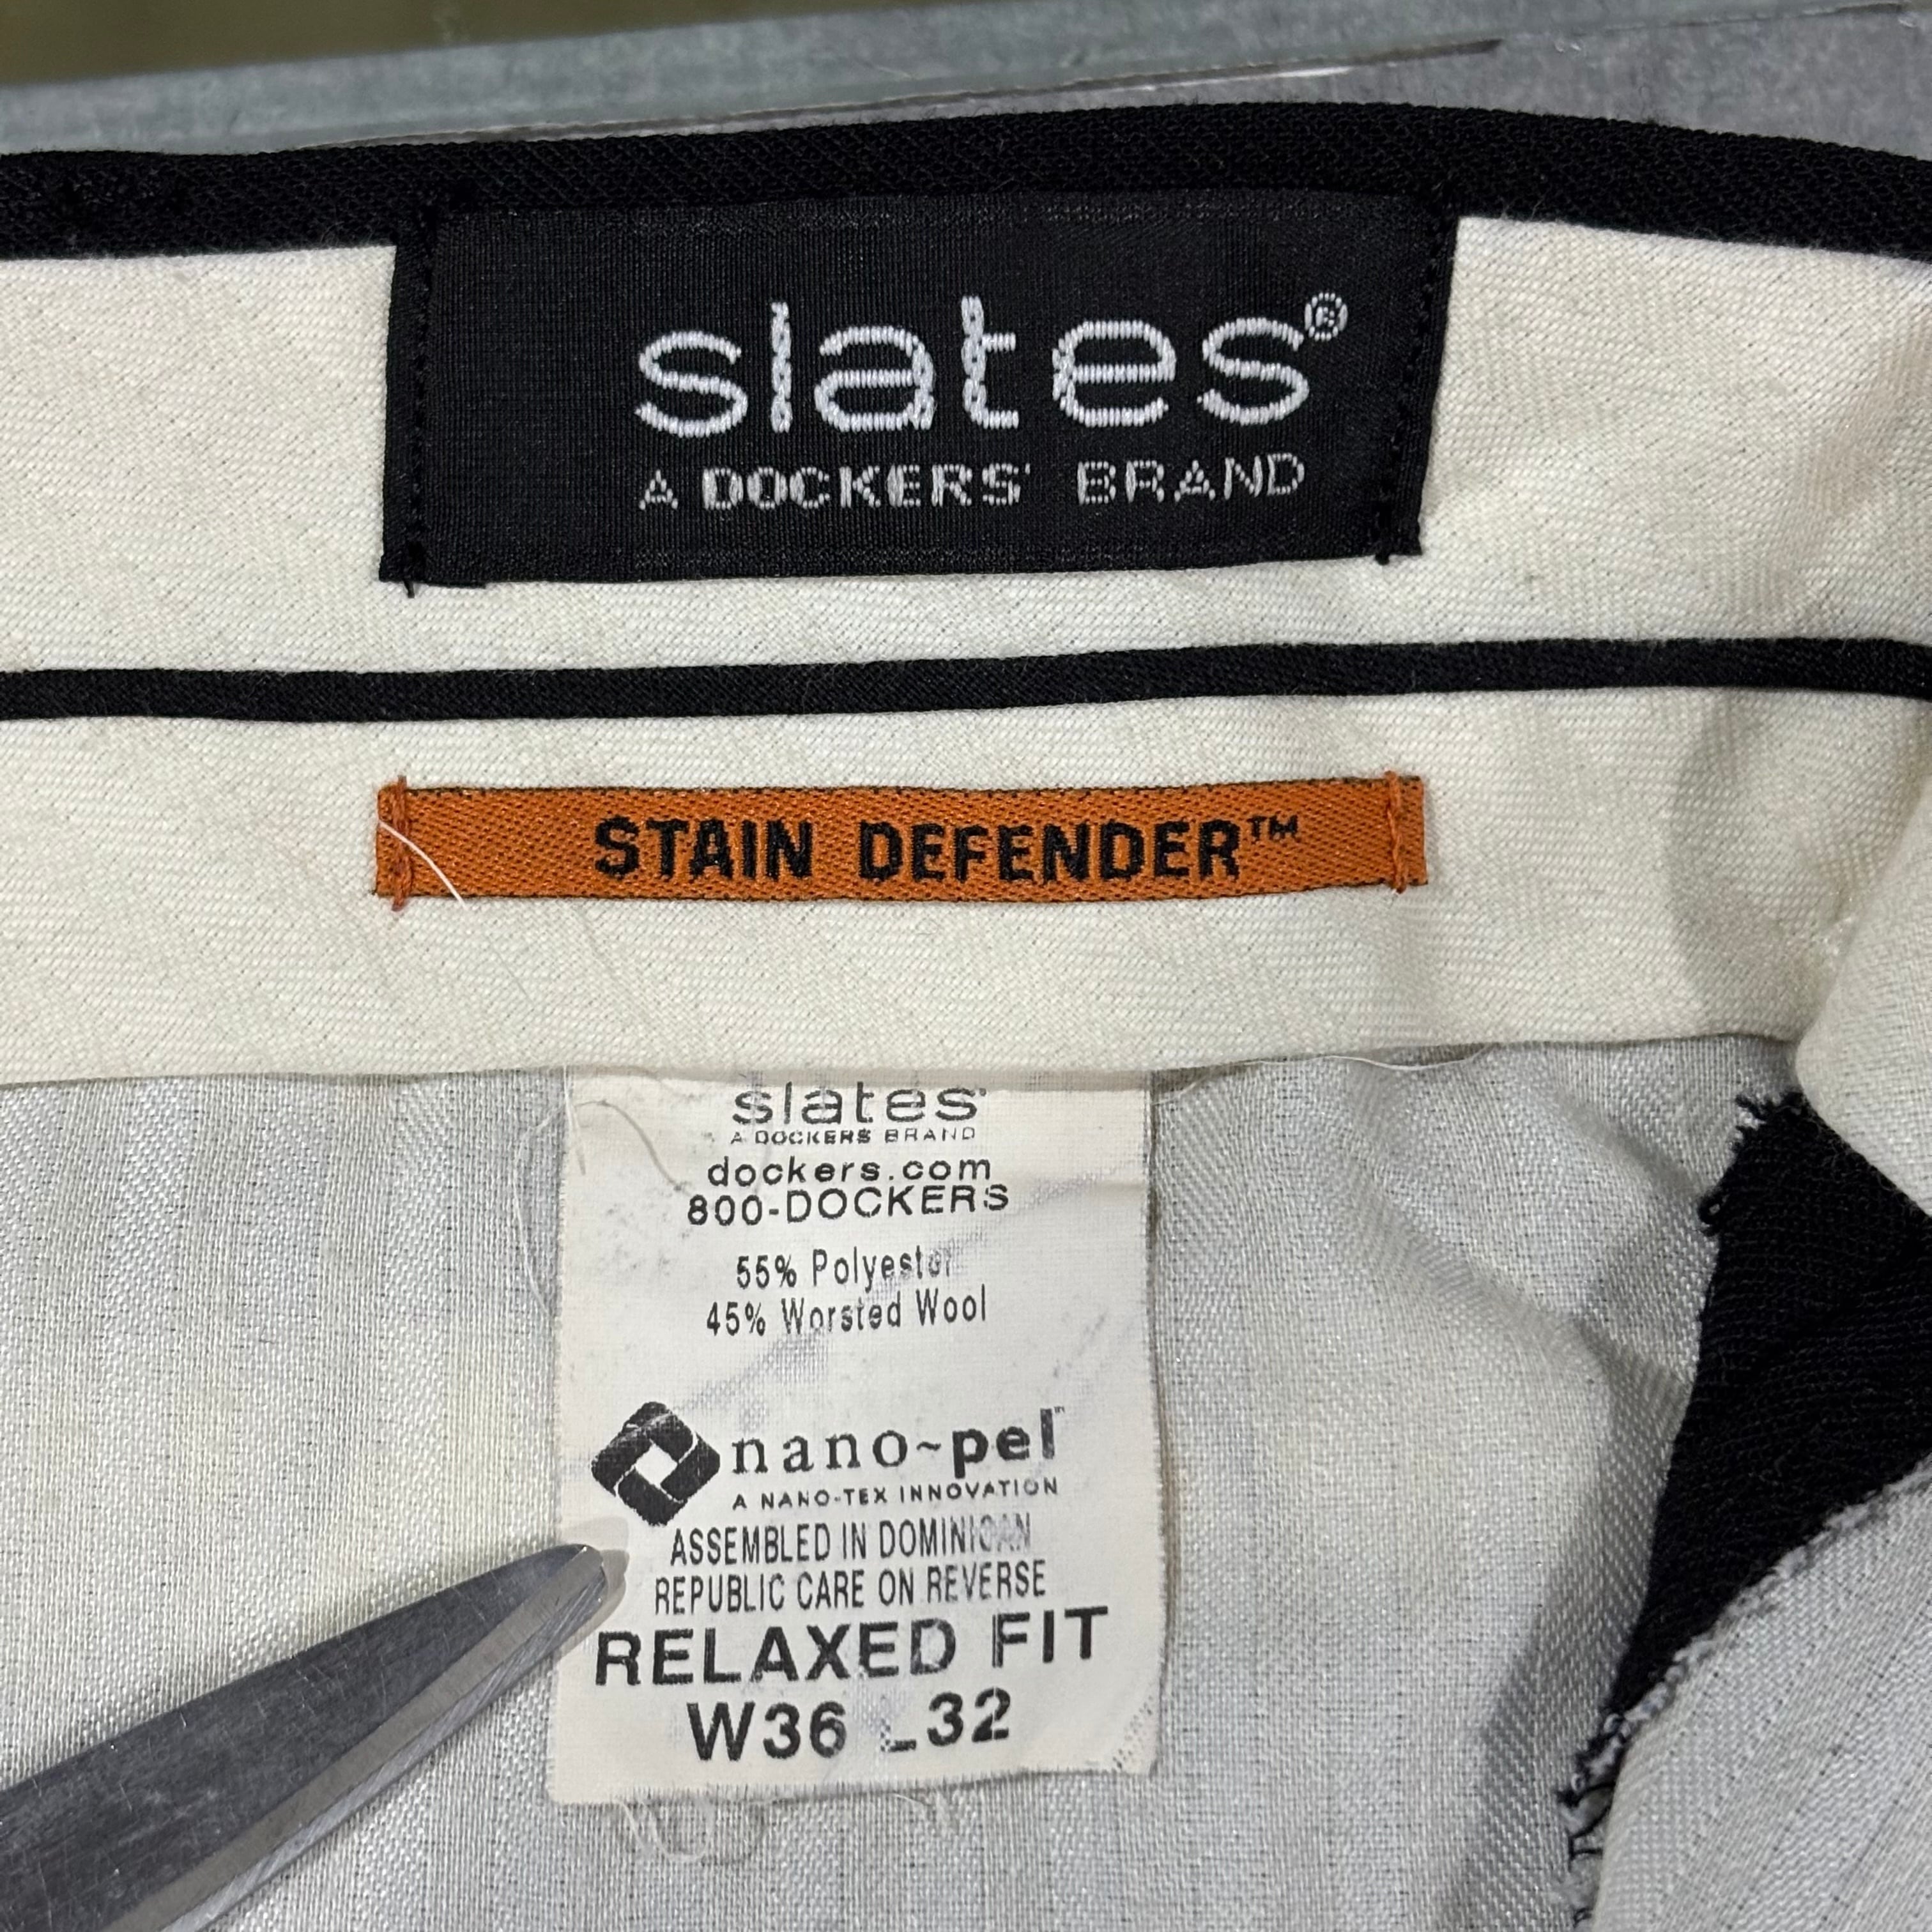 slates®
A DOCKERS® BRAND
STAIN DEFENDER™
slates®
A DOCKERS BRAND
dockers.com
800-DOCKERS
55% Polyester
45% Worsted Wool
nano~pel™
A NANO-TEX INNOVATION
ASSEMBLED IN DOMINICAN
REPUBLIC CARE ON REVERSE
RELAXED FIT
W36 L32